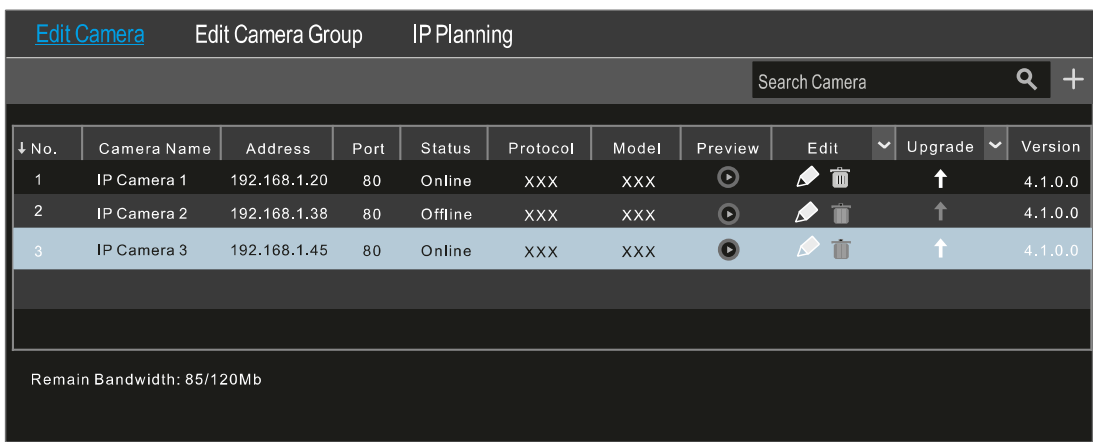 Edit Camera Edit Camera Group IP Planning
Search Camera
No. Camera Name Address Port Status Protocol Model Preview Edit Upgrade Version
1 IP Camera 1 192.168.1.20 80 Online XXX XXX 4.1.0.0
2 IP Camera 2 192.168.1.38 80 Offline XXX XXX 4.1.0.0
3 IP Camera 3 192.168.1.45 80 Online XXX XXX 4.1.0.0
Remain Bandwidth: 85/120Mb